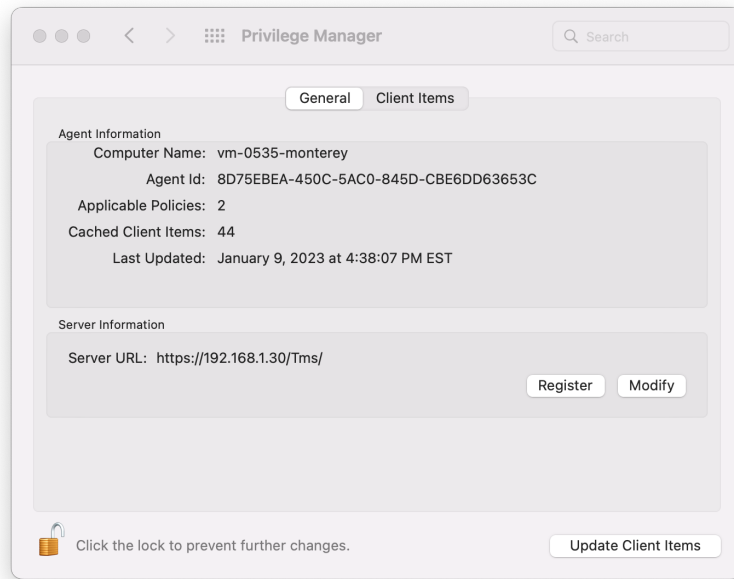 Privilege Manager
Search
General Client Items
Agent Information
Computer Name: vm-0535-monterey
Agent Id: 8D75EBEA-450C-5AC0-845D-CBE6DD63653C
Applicable Policies: 2
Cached Client Items: 44
Last Updated: January 9, 2023 at 4:38:07 PM EST
Server Information
Server URL: https://192.168.1.30/Tms/
Register Modify
Click the lock to prevent further changes.
Update Client Items